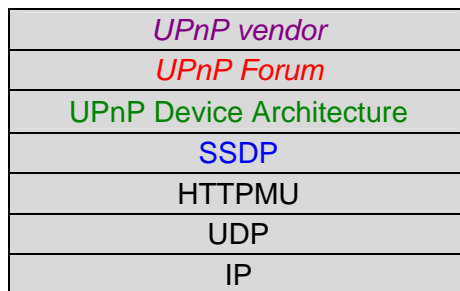 UPnP vendor
UPnP Forum
UPnP Device Architecture
SSDP
HTTPMU
UDP
IP